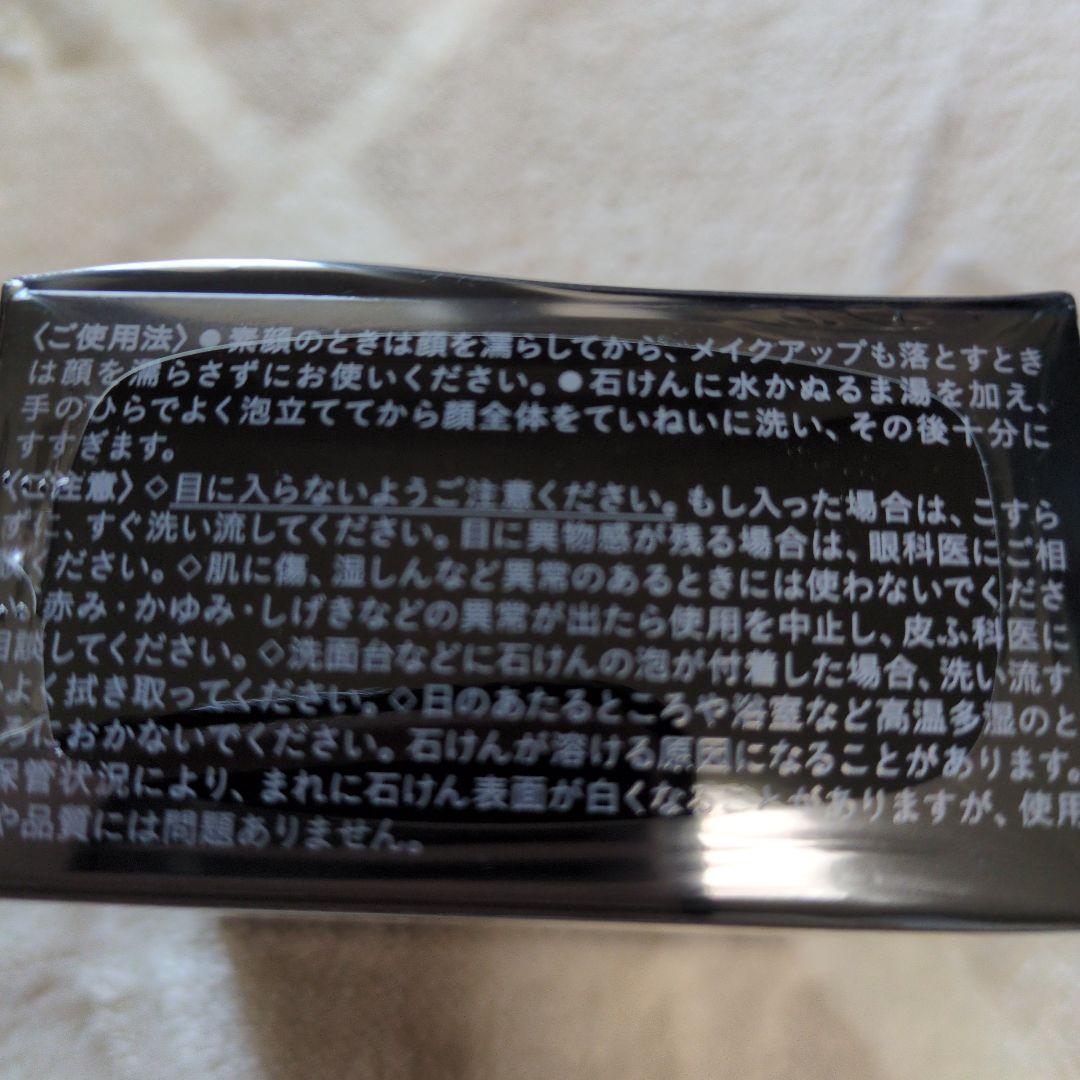 〈ご使用法〉●素顔のときは顔を濡らしてから、メイクアップも落とすとき
は顔を濡らさずにお使いください。●石けんに水かぬるま湯を加え、
手のひらでよく泡立ててから顔全体をていねいに洗い、その後十分に
すすぎます。
〈ご注意〉◇目に入らないようご注意ください。もし入った場合は、こすら
ずに、すぐ洗い流してください。目に異物感が残る場合は、眼科医にご相
ください。◇肌に傷、湿しんなど異常のあるときには使わないでくださ
赤み・かゆみ・しげきなどの異常が出たら使用を中止し、皮ふ科医に
相談してください。◇洗面台などに石けんの泡が付着した場合、洗い流す
よく拭き取ってください。◇日のあたるところや浴室など高温多湿のと
ろにおかないでください。石けんが溶ける原因になることがあります。
保管状況により、まれに石けん表面が白くなることがありますが、使用
や品質には問題ありません。